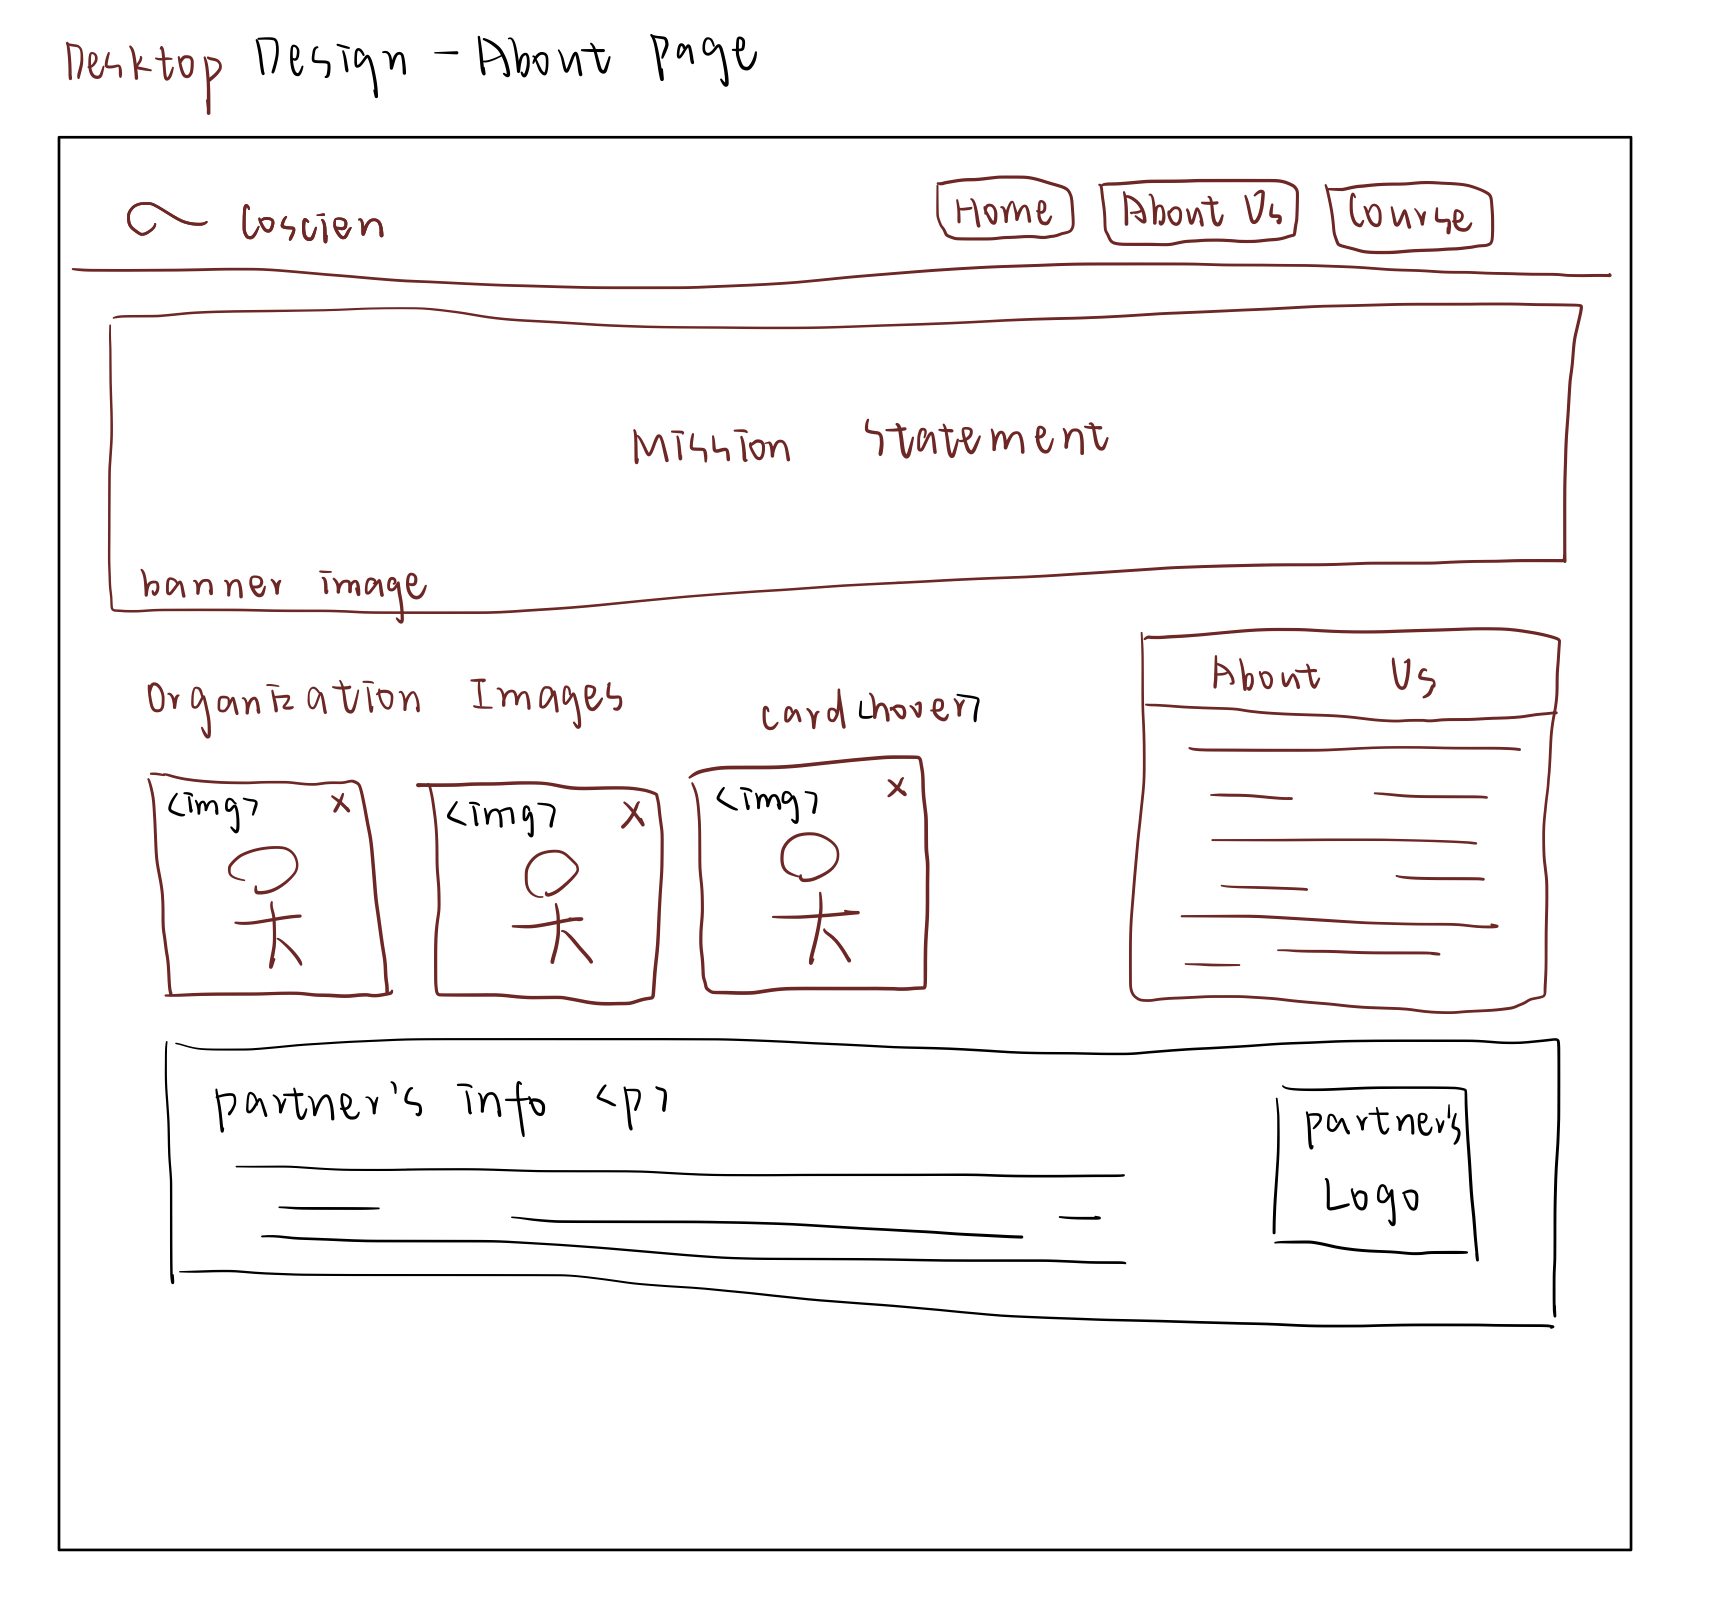 Desktop Design - About Page
Coscien
Home
About Us
Course
Mission Statement
banner image
Organization Images
card <hover>
<img> x
<img> x
<img> x
About Us
partner's info <p>
partner's
Logo